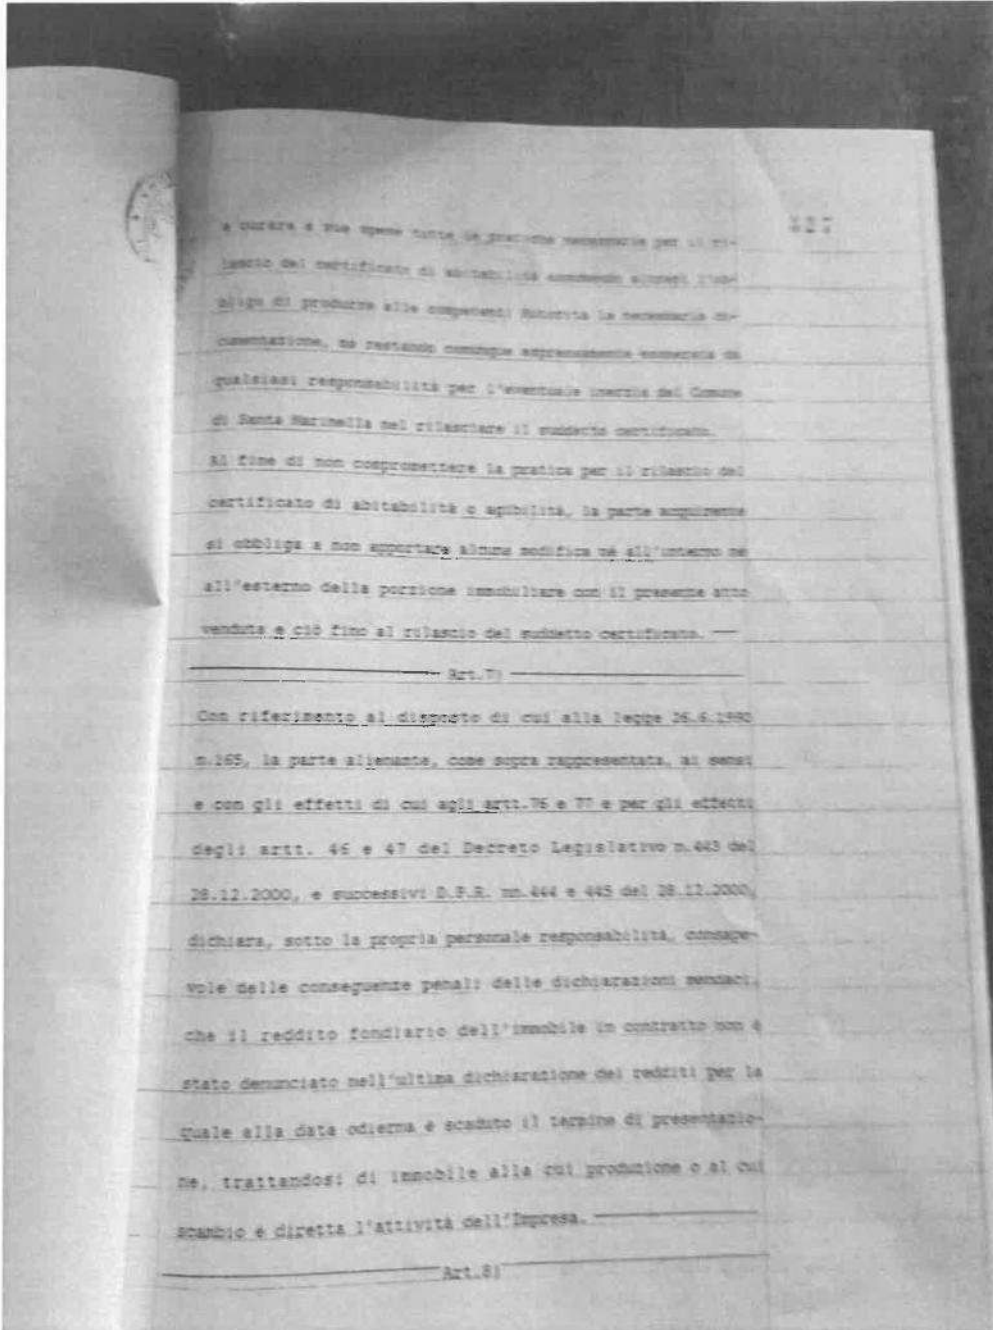 a curare a sue spese tutte le pratiche necessarie per il ri-
lascio del certificato di abitabilità assumendo altresì l'ob-
bligo di produrre alle competenti Autorità la necessaria do-
cumentazione, ma restando comunque espressamente esonerata da
qualsiasi responsabilità per l'eventuale inerzia del Comune
di Santa Marinella nel rilasciare il suddetto certificato.
Al fine di non compromettere la pratica per il rilascio del
certificato di abitabilità o agibilità, la parte acquirente
si obbliga a non apportare alcuna modifica né all'interno né
all'esterno della porzione immobiliare con il presente atto
venduta e ciò fino al rilascio del suddetto certificato.
Art.7)
Con riferimento al disposto di cui alla legge 26.6.1990
n.165, la parte alienante, come sopra rappresentata, ai sensi
e con gli effetti di cui agli artt.76 e 77 e per gli effetti
degli artt. 46 e 47 del Decreto Legislativo n.443 del
28.12.2000, e successivi D.P.R. nn.444 e 445 del 28.12.2000,
dichiara, sotto la propria personale responsabilità, consape-
vole delle conseguenze penali delle dichiarazioni mendaci,
che il reddito fondiario dell'immobile in contratto non è
stato denunciato nell'ultima dichiarazione dei redditi per la
quale alla data odierna è scaduto il termine di presentazio-
ne, trattandosi di immobile alla cui produzione o al cui
scambio è diretta l'attività dell'Impresa.
Art.8)